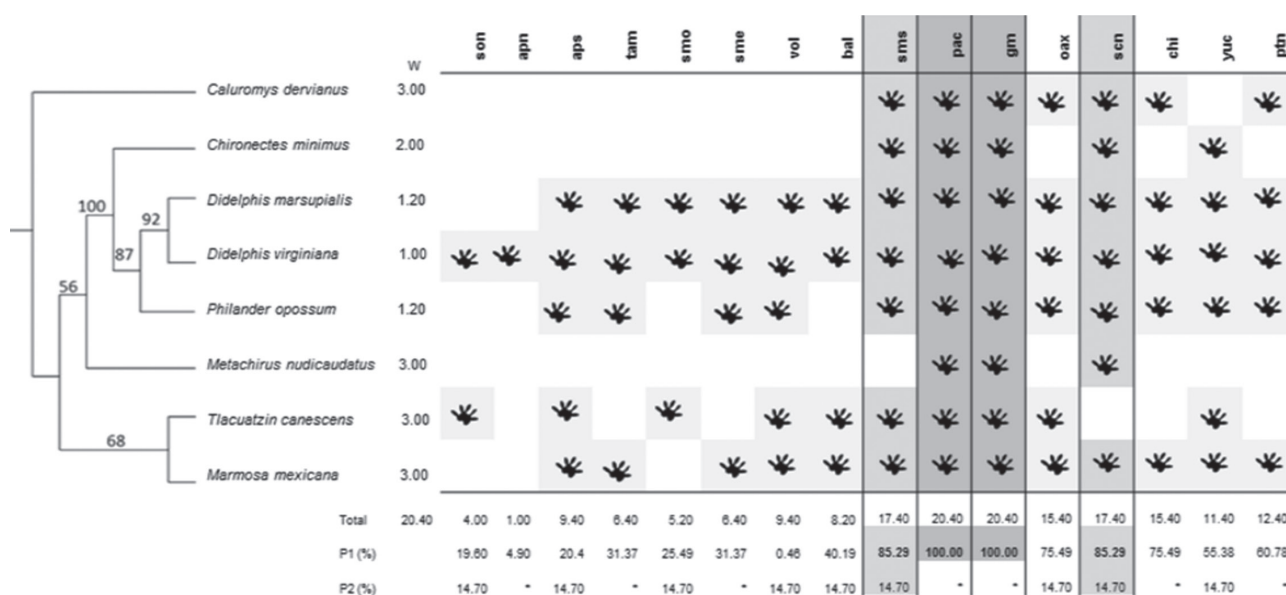 son apn aps tam smo sme vol bal sms pac gm oax scn chi yuc ptn
W
Caluromys dervianus 3.00
Chironectes minimus 2.00
Didelphis marsupialis 1.20
100 92
Didelphis virginiana 1.00
87
56
Philander opossum 1.20
Metachirus nudicaudatus 3.00
Tlacuatzin canescens 3.00
68
Marmosa mexicana 3.00
Total 20.40 4.00 1.00 9.40 6.40 5.20 6.40 9.40 8.20 17.40 20.40 20.40 15.40 17.40 15.40 11.40 12.40
P1 (%) 19.60 4.90 20.4 31.37 25.49 31.37 0.46 40.19 85.29 100.00 100.00 75.49 85.29 75.49 55.38 60.78
P2 (%) 14.70 - 14.70 - 14.70 - 14.70 14.70 14.70 - - 14.70 14.70 - 14.70 -